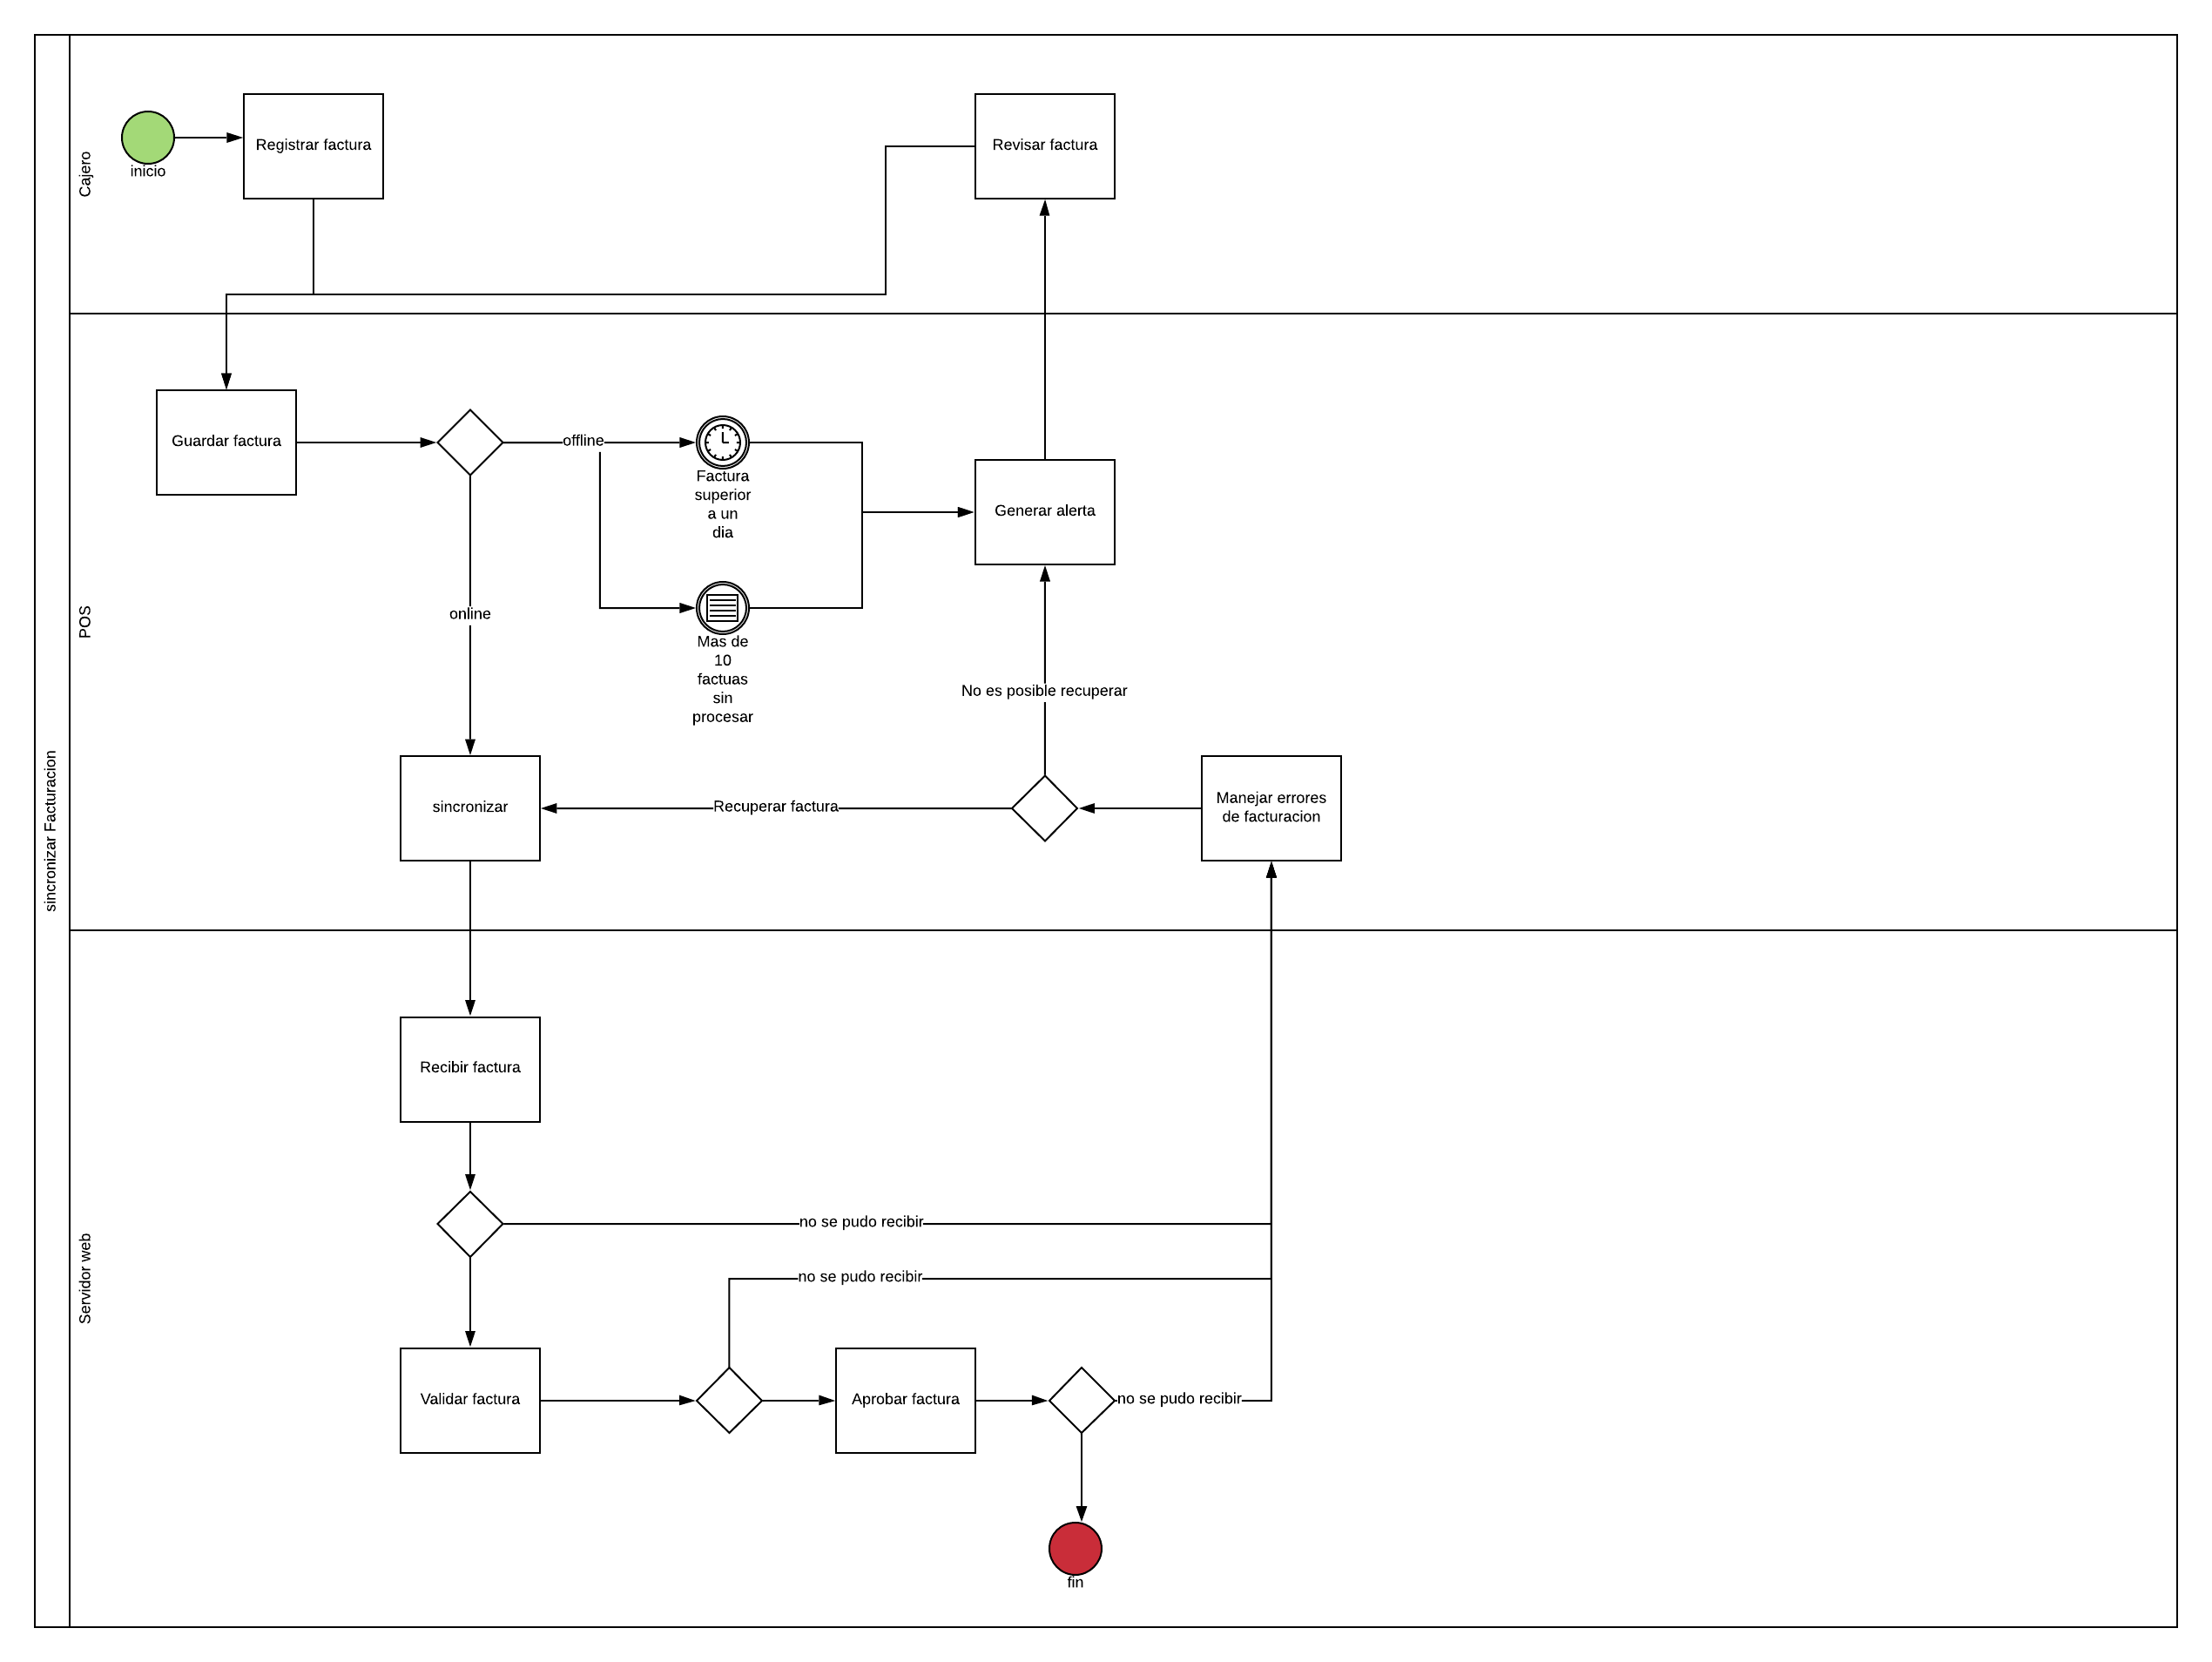 sincronizar Facturacion
Cajero
inicio
Registrar factura
Revisar factura
POS
Guardar factura
offline
Factura
superior
a un
dia
Generar alerta
online
Mas de
10
factuas
sin
procesar
No es posible recuperar
sincronizar
Recuperar factura
Manejar errores
de facturacion
Servidor web
Recibir factura
no se pudo recibir
no se pudo recibir
Validar factura
Aprobar factura
no se pudo recibir
fin